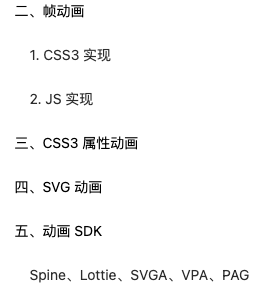 二、帧动画
1. CSS3 实现
2. JS 实现
三、CSS3 属性动画
四、SVG 动画
五、动画 SDK
Spine、Lottie、SVGA、VPA、PAG